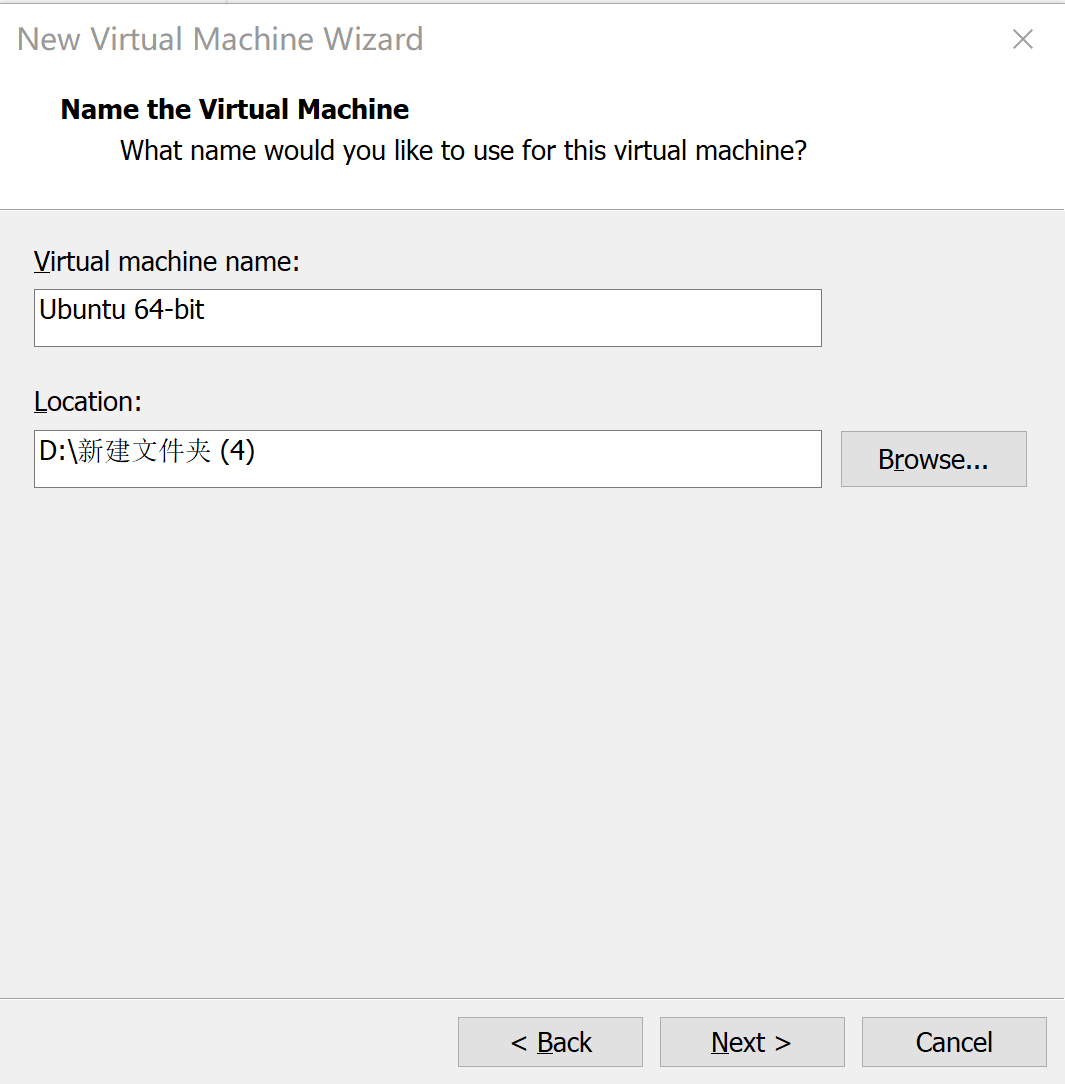 New Virtual Machine Wizard
Name the Virtual Machine
What name would you like to use for this virtual machine?
Virtual machine name:
Ubuntu 64-bit
Location:
D:\新建文件夹 (4)
Browse...
< Back
Next >
Cancel